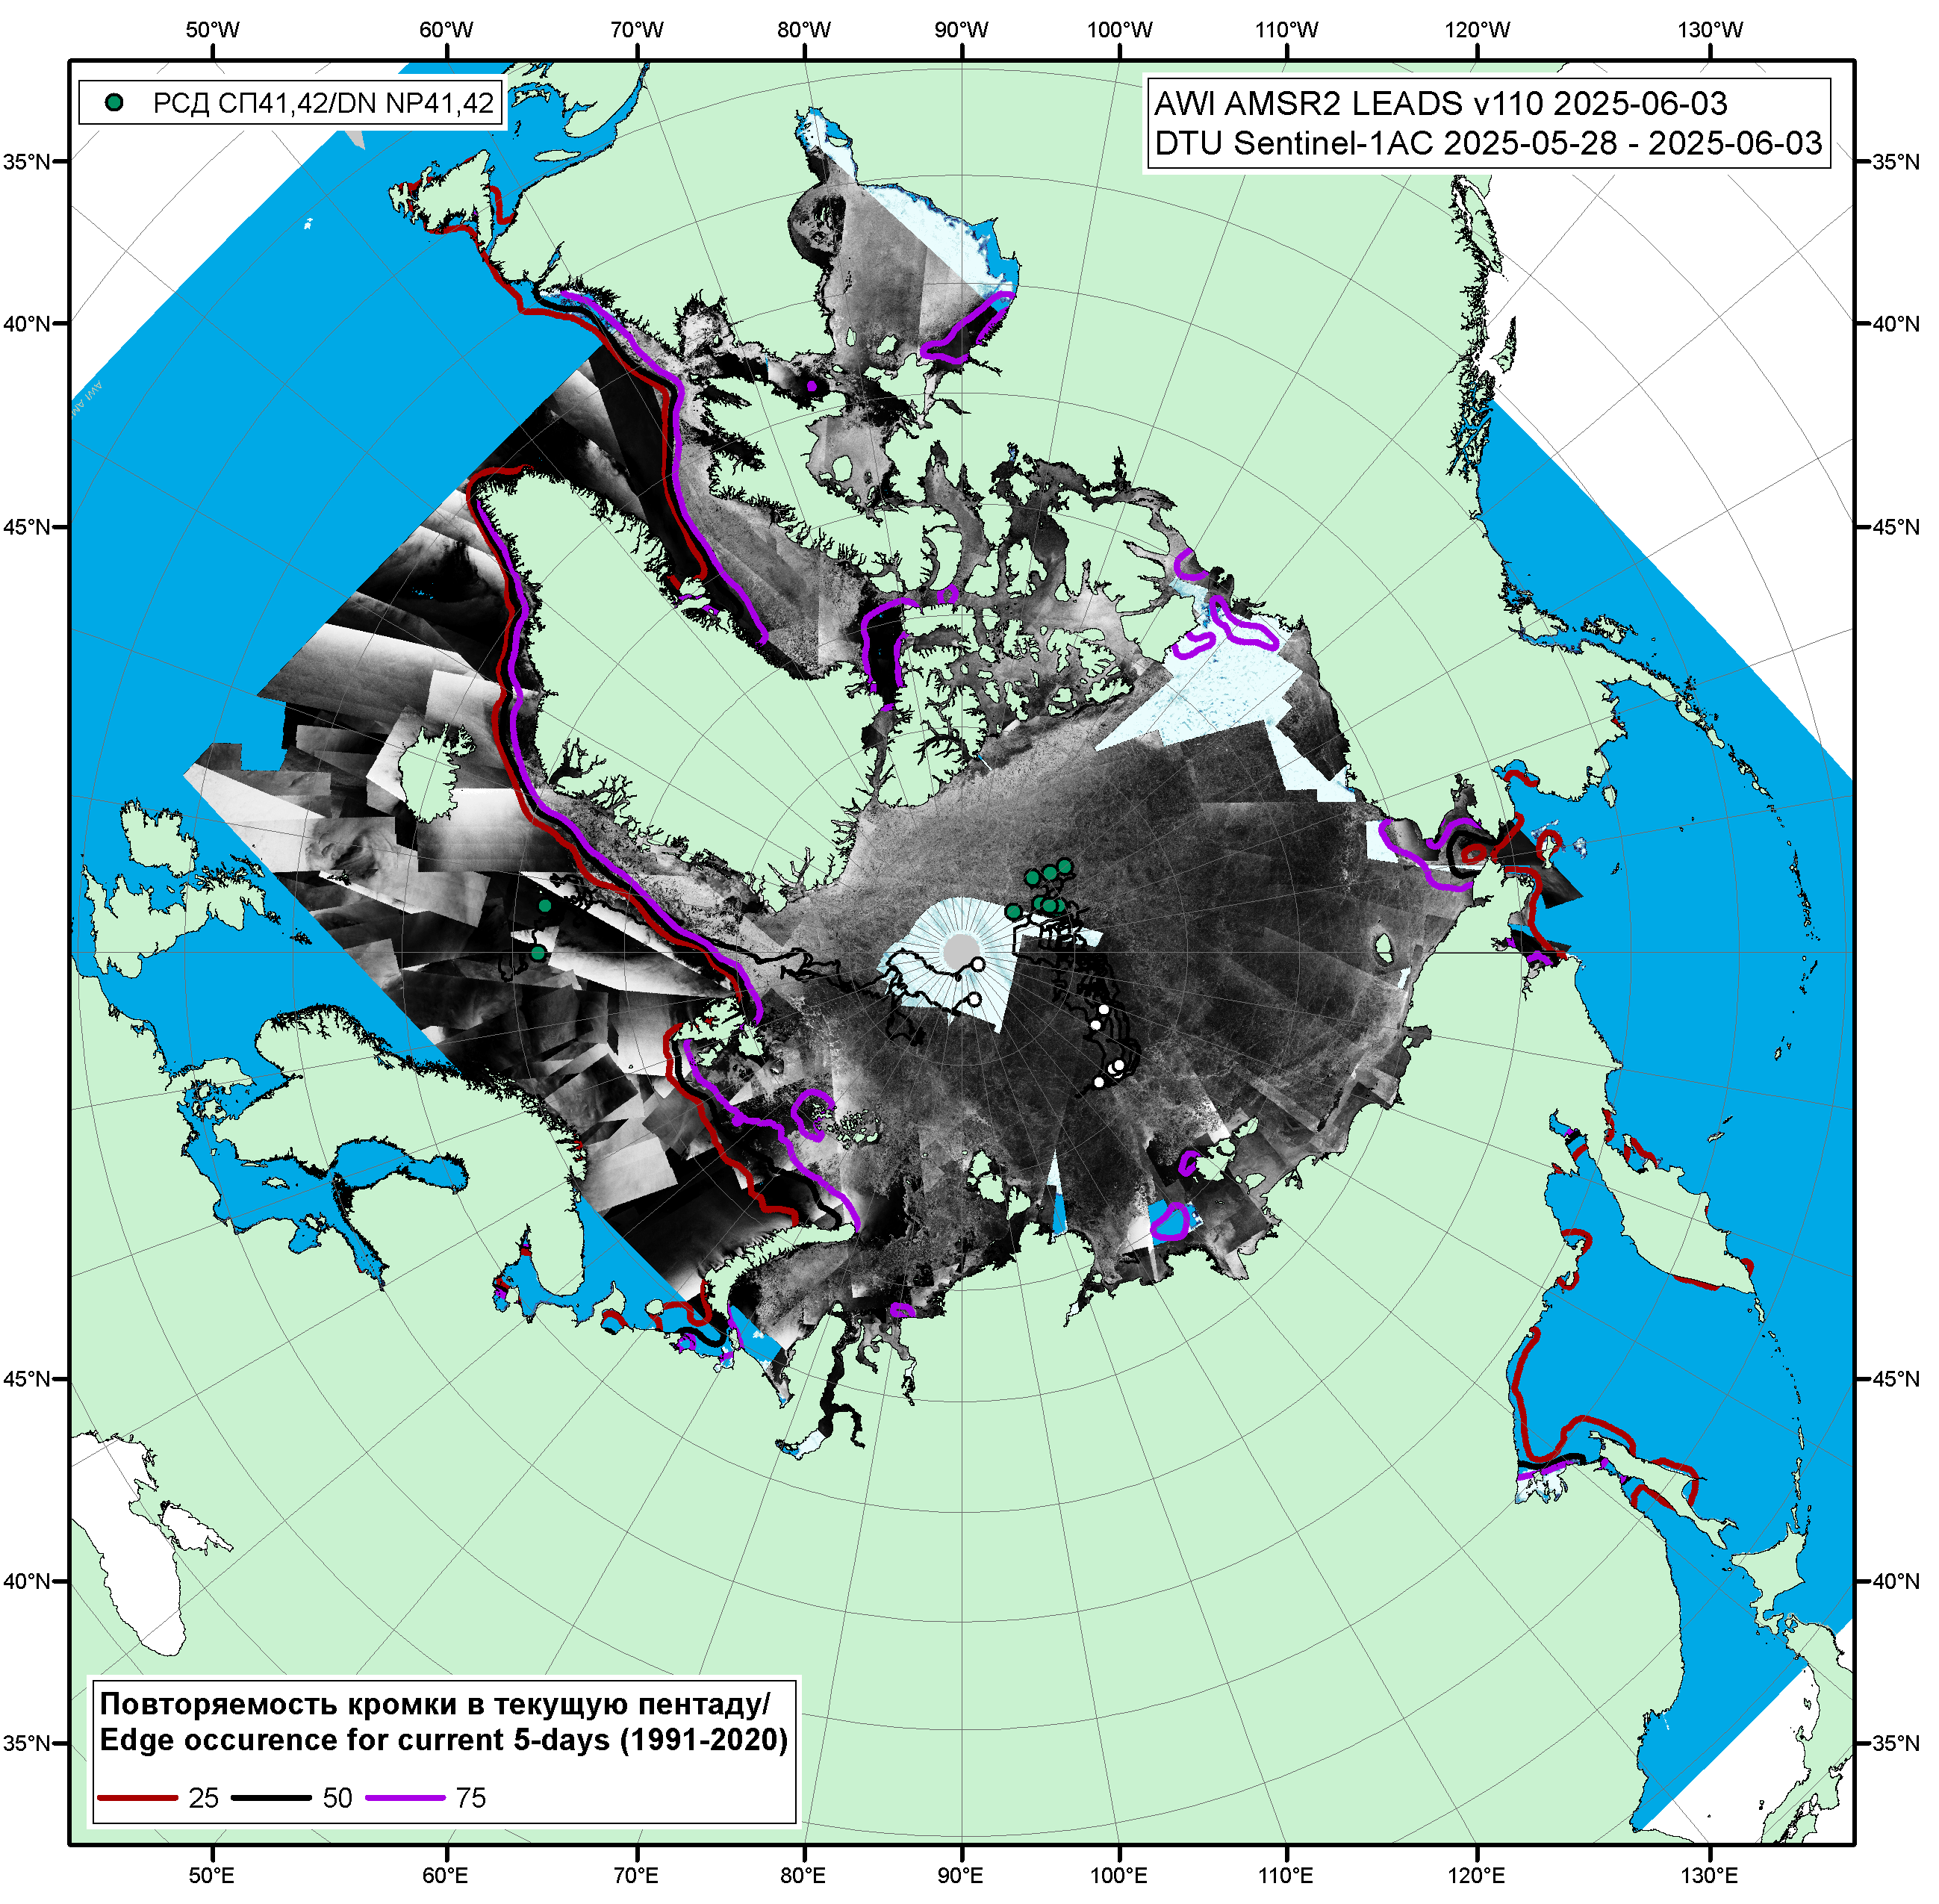 50°W 60°W 70°W 80°W 90°W 100°W 110°W 120°W 130°W
РСД СП41,42/DN NP41,42
AWI AMSR2 LEADS v110 2025-06-03
DTU Sentinel-1AC 2025-05-28 - 2025-06-03
35°N 35°N
40°N 40°N
45°N 45°N
45°N 45°N
40°N 40°N
35°N 35°N
Повторяемость кромки в текущую пентаду/
Edge occurence for current 5-days (1991-2020)
25 50 75
50°E 60°E 70°E 80°E 90°E 100°E 110°E 120°E 130°E